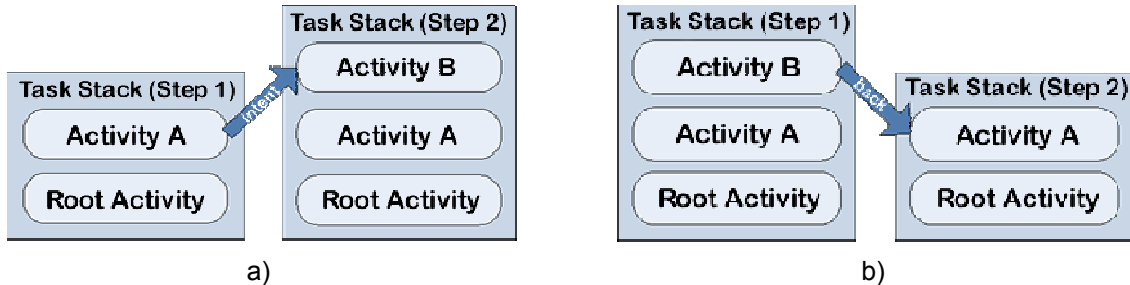 Task Stack (Step 1)
Activity A
Root Activity
Intent
Task Stack (Step 2)
Activity B
Activity A
Root Activity
a)
Task Stack (Step 1)
Activity B
Activity A
Root Activity
back
Task Stack (Step 2)
Activity A
Root Activity
b)